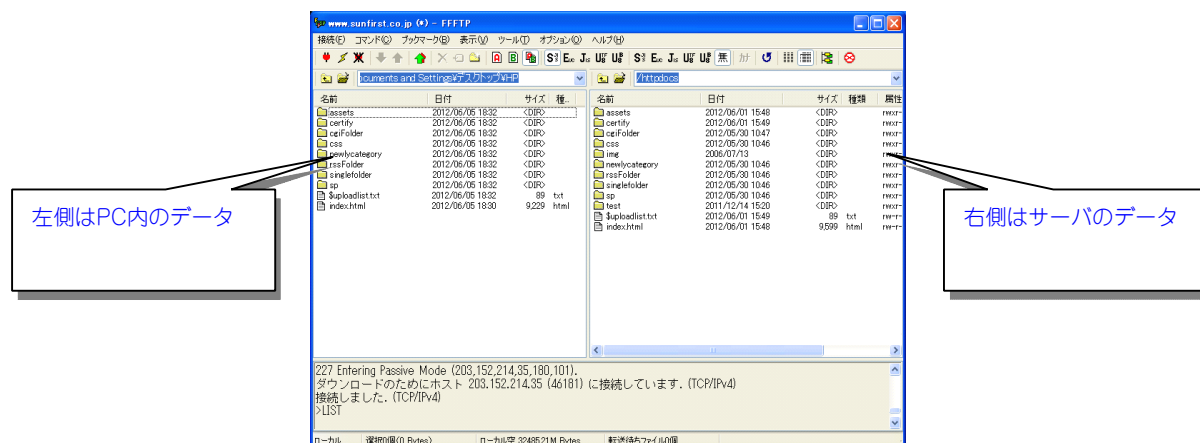 www.sunfirst.co.jp (*) - FFFTP
接続(F) コマンド(C) ブックマーク(B) 表示(V) ツール(T) オプション(O) ヘルプ(H)
ocuments and Settings¥デスクトップ¥HP
/httpdocs
名前 日付 サイズ 種..
assets 2012/06/05 18:32 <DIR>
certify 2012/06/05 18:32 <DIR>
cgiFolder 2012/06/05 18:32 <DIR>
css 2012/06/05 18:32 <DIR>
newlycategory 2012/06/05 18:32 <DIR>
rssFolder 2012/06/05 18:32 <DIR>
singlefolder 2012/06/05 18:32 <DIR>
sp 2012/06/05 18:32 <DIR>
$uploadlist.txt 2012/06/05 18:32 89 txt
index.html 2012/06/05 18:30 9,229 html
名前 日付 サイズ 種類 属性
assets 2012/06/01 15:48 <DIR> rwxr-
certify 2012/06/01 15:49 <DIR> rwxr-
cgiFolder 2012/05/30 10:47 <DIR> rwxr-
css 2012/05/30 10:46 <DIR> rwxr-
img 2006/07/13 <DIR>
newlycategory 2012/05/30 10:46 <DIR> rwxr-
rssFolder 2012/05/30 10:46 <DIR> rwxr-
singlefolder 2012/05/30 10:46 <DIR> rwxr-
sp 2012/05/30 10:46 <DIR> rwxr-
test 2011/12/14 15:20 <DIR> rwxr-
$uploadlist.txt 2012/06/01 15:49 89 txt rw-r-
index.html 2012/06/01 15:48 9,599 html rw-r-
左側はPC内のデータ
右側はサーバのデータ
227 Entering Passive Mode (203,152,214,35,180,101).
ダウンロードのためにホスト 203.152.214.35 (46181) に接続しています. (TCP/IPv4)
接続しました. (TCP/IPv4)
>LIST
ローカル 選択0個(0 Bytes) ローカル空 32485.21M Bytes 転送待ちファイル0個